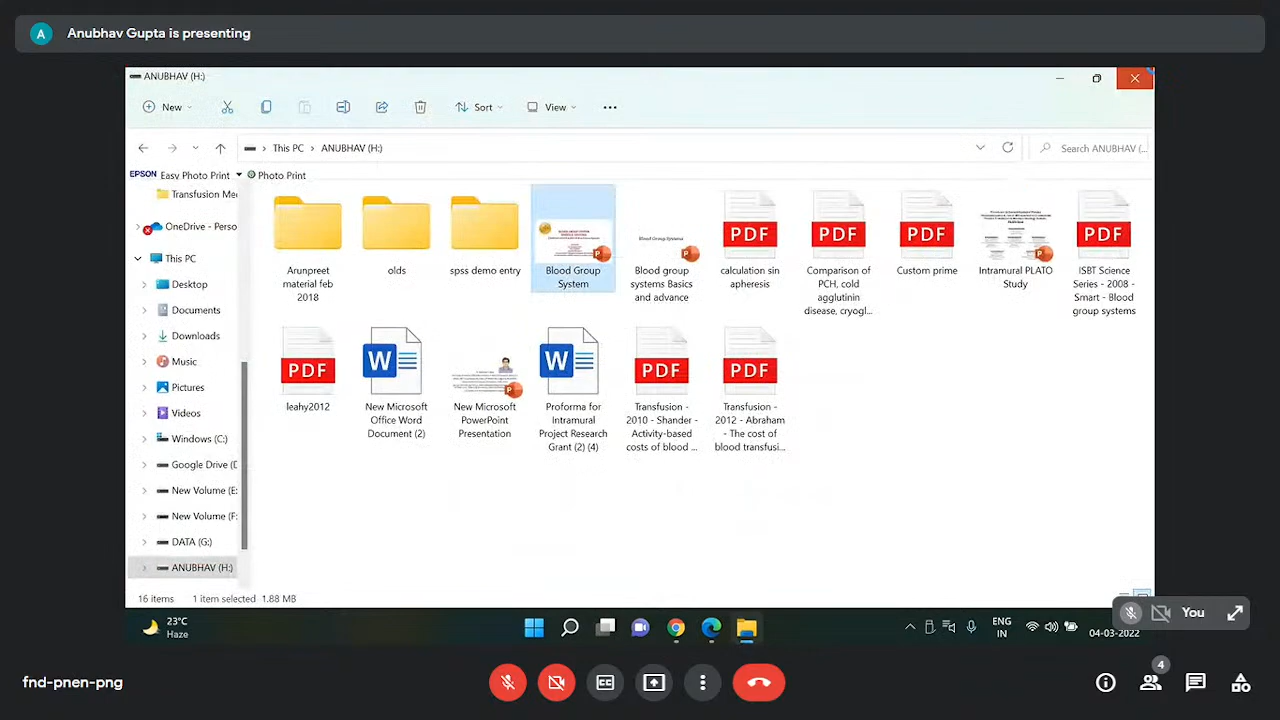 A Anubhav Gupta is presenting
ANUBHAV (H:)
New
Sort
View
This PC > ANUBHAV (H:)
Search ANUBHAV (...
EPSON Easy Photo Print
Photo Print
Transfusion Me
OneDrive - Perso
This PC
Desktop
Documents
Downloads
Music
Pictures
Videos
Windows (C:)
Google Drive (D
New Volume (E:
New Volume (F:
DATA (G:)
ANUBHAV (H:)
Arunpreet
material feb
2018
olds
spss demo entry
Blood Group
System
Blood Group Systems
Blood group
systems Basics
and advance
PDF
calculation sin
apheresis
PDF
Comparison of
PCH, cold
agglutinin
disease, cryogl...
PDF
Custom prime
Intramural PLATO
Study
PDF
ISBT Science
Series - 2008 -
Smart - Blood
group systems
PDF
leahy2012
W
New Microsoft
Office Word
Document (2)
New Microsoft
PowerPoint
Presentation
W
Proforma for
Intramural
Project Research
Grant (2) (4)
PDF
Transfusion -
2010 - Shander -
Activity-based
costs of blood ...
PDF
Transfusion -
2012 - Abraham
- The cost of
blood transfusi...
16 items 1 item selected 1.88 MB
You
23°C
Haze
ENG
IN
04-03-2022
fnd-pnen-png
CC
4